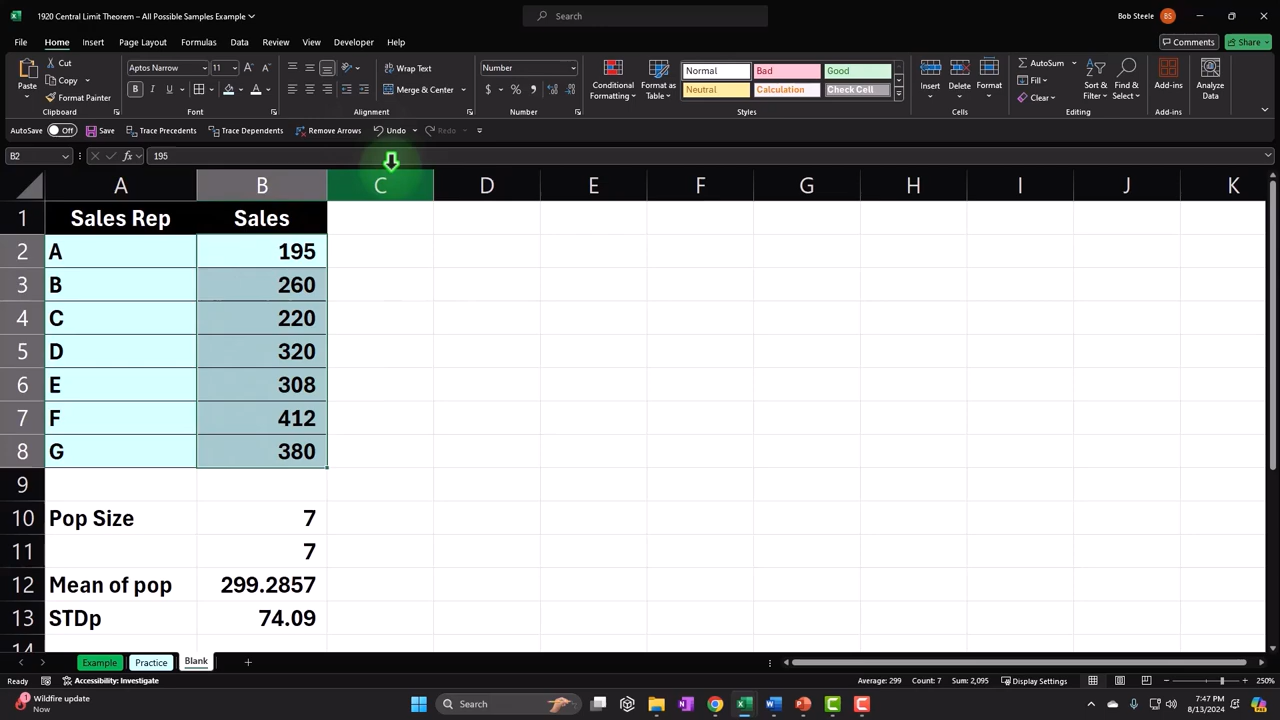 1920 Central Limit Theorem – All Possible Samples Example
Search
Bob Steele
BS
File
Home
Insert
Page Layout
Formulas
Data
Review
View
Developer
Help
Comments
Share
Paste
Cut
Copy
Format Painter
Clipboard
Aptos Narrow
11
B
I
U
Font
Wrap Text
Merge & Center
Alignment
Number
$
%
Number
Conditional Formatting
Format as Table
Normal
Bad
Good
Neutral
Calculation
Check Cell
Styles
Insert
Delete
Format
Cells
AutoSum
Fill
Clear
Sort & Filter
Find & Select
Editing
Add-ins
Add-ins
Analyze Data
AutoSave Off
Save
Trace Precedents
Trace Dependents
Remove Arrows
Undo
Redo
B2
fx
195
A B C D E F G H I J K
1 Sales Rep Sales
2 A 195
3 B 260
4 C 220
5 D 320
6 E 308
7 F 412
8 G 380
9
10 Pop Size 7
11 7
12 Mean of pop 299.2857
13 STDp 74.09
14
Example
Practice
Blank
Ready
Accessibility: Investigate
Average: 299
Count: 7
Sum: 2,095
Display Settings
250%
1
Wildfire update
Now
Search
7:47 PM
8/13/2024